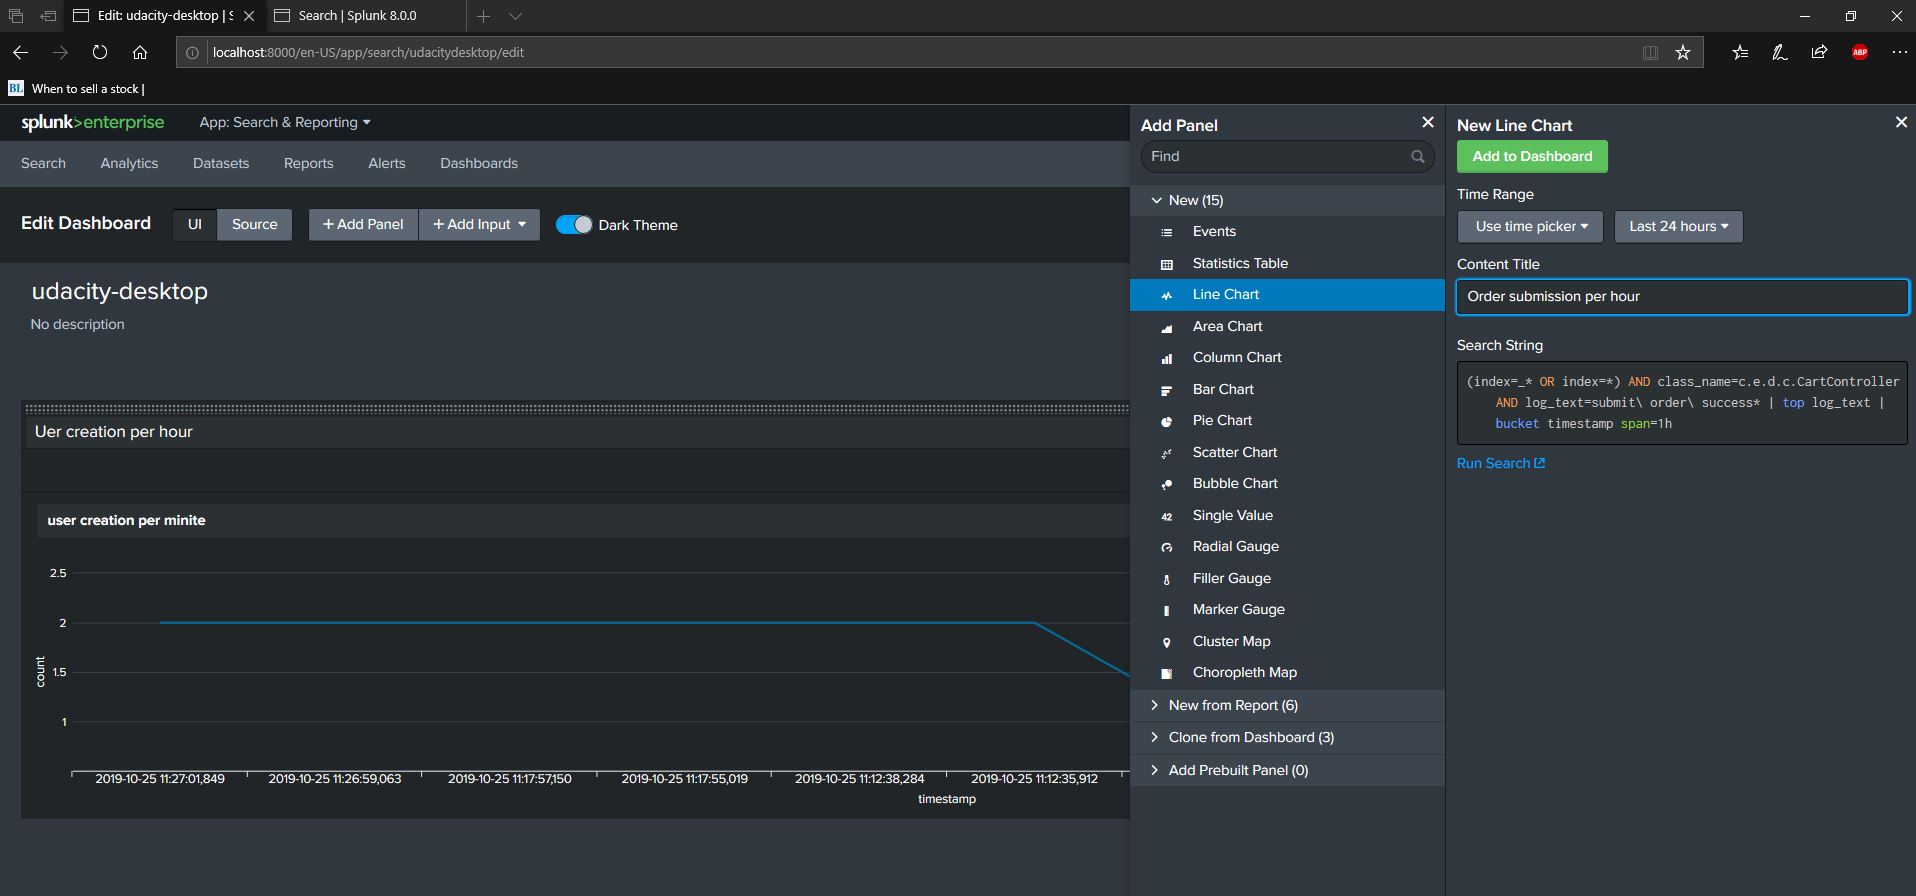 Edit: udacity-desktop | S
Search | Splunk 8.0.0
localhost:8000/en-US/app/search/udacitydesktop/edit
ABP
BL When to sell a stock |
splunk>enterprise App: Search & Reporting
Search Analytics Datasets Reports Alerts Dashboards
Edit Dashboard UI Source + Add Panel + Add Input Dark Theme
udacity-desktop
No description
Uer creation per hour
user creation per minite
2.5
2
1.5
1
count
2019-10-25 11:27:01,849 2019-10-25 11:26:59,063 2019-10-25 11:17:57,150 2019-10-25 11:17:55,019 2019-10-25 11:12:38,284 2019-10-25 11:12:35,912
timestamp
Add Panel
Find
New (15)
Events
Statistics Table
Line Chart
Area Chart
Column Chart
Bar Chart
Pie Chart
Scatter Chart
Bubble Chart
42 Single Value
Radial Gauge
Filler Gauge
Marker Gauge
Cluster Map
Choropleth Map
New from Report (6)
Clone from Dashboard (3)
Add Prebuilt Panel (0)
New Line Chart
Add to Dashboard
Time Range
Use time picker Last 24 hours
Content Title
Order submission per hour
Search String
(index=_* OR index=*) AND class_name=c.e.d.c.CartController
AND log_text=submit\ order\ success* | top log_text |
bucket timestamp span=1h
Run Search